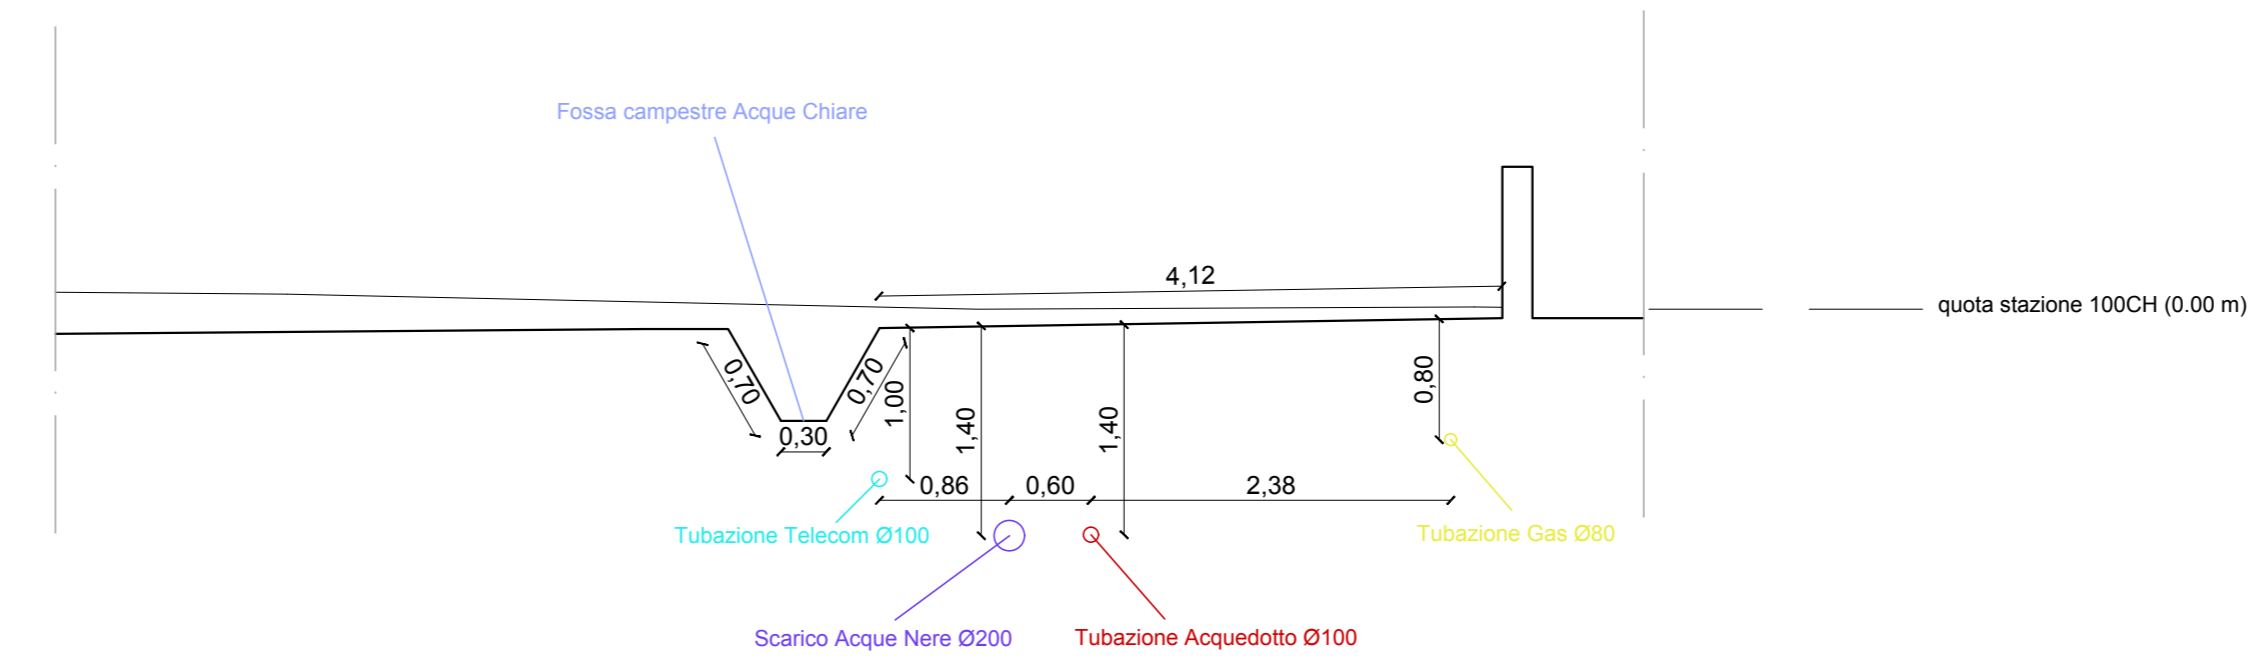 Fossa campestre Acque Chiare
4,12
quota stazione 100CH (0.00 m)
0,70
0,70
0,30
1,00
1,40
1,40
0,80
0,86
0,60
2,38
Tubazione Telecom Ø100
Tubazione Gas Ø80
Scarico Acque Nere Ø200
Tubazione Acquedotto Ø100